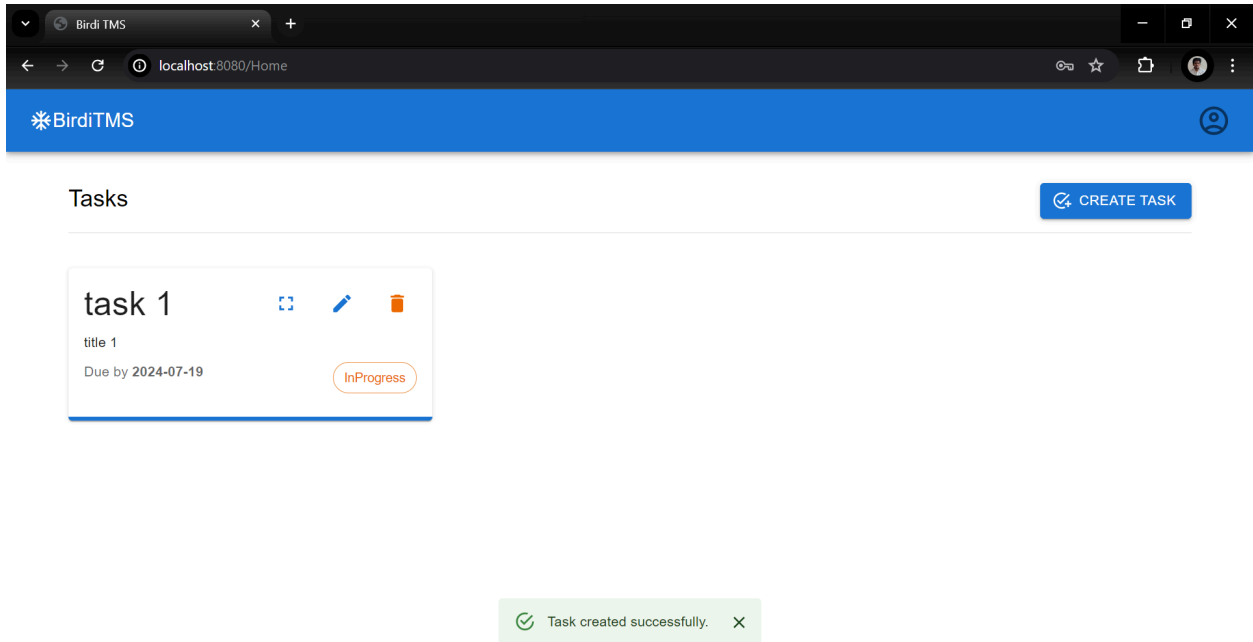 Birdi TMS
localhost:8080/Home
BirdiTMS
Tasks
CREATE TASK
task 1
title 1
Due by 2024-07-19
InProgress
Task created successfully.